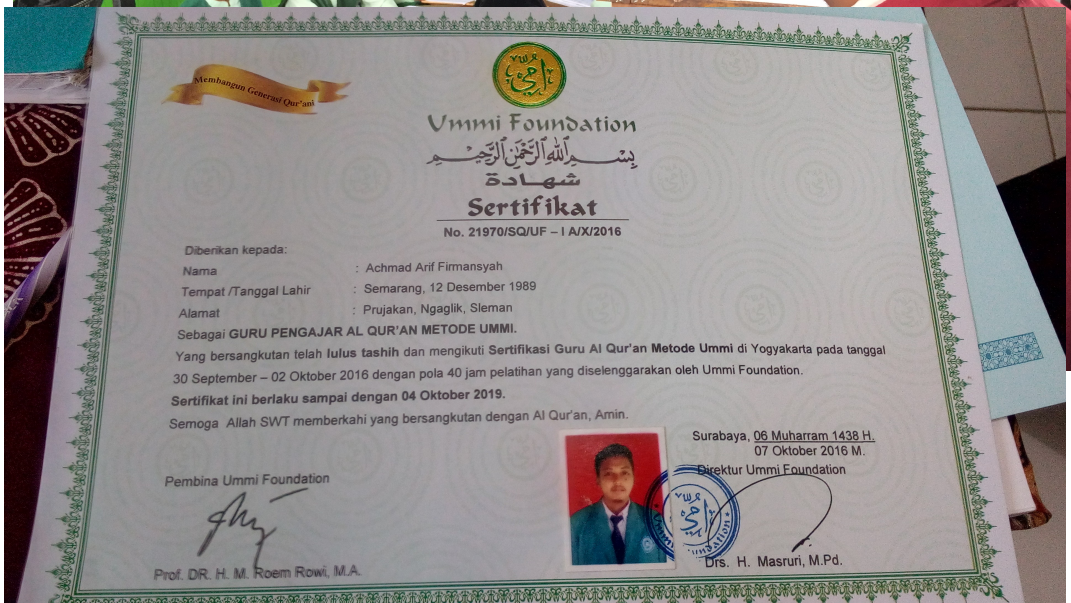 Membangun Generasi Qur'ani
Ummi Foundation
بِسْمِ اللَّهِ الرَّحْمَٰنِ الرَّحِيمِ
شهادة
Sertifikat
No. 21970/SQ/UF – I A/X/2016
Diberikan kepada:
Nama : Achmad Arif Firmansyah
Tempat /Tanggal Lahir : Semarang, 12 Desember 1989
Alamat : Prujakan, Ngaglik, Sleman
Sebagai GURU PENGAJAR AL QUR'AN METODE UMMI.
Yang bersangkutan telah lulus tashih dan mengikuti Sertifikasi Guru Al Qur'an Metode Ummi di Yogyakarta pada tanggal
30 September – 02 Oktober 2016 dengan pola 40 jam pelatihan yang diselenggarakan oleh Ummi Foundation.
Sertifikat ini berlaku sampai dengan 04 Oktober 2019.
Semoga Allah SWT memberkahi yang bersangkutan dengan Al Qur'an, Amin.
Surabaya, 06 Muharram 1438 H.
07 Oktober 2016 M.
Pembina Ummi Foundation
Direktur Ummi Foundation
Prof. DR. H. M. Roem Rowi, M.A.
Drs. H. Masruri, M.Pd.